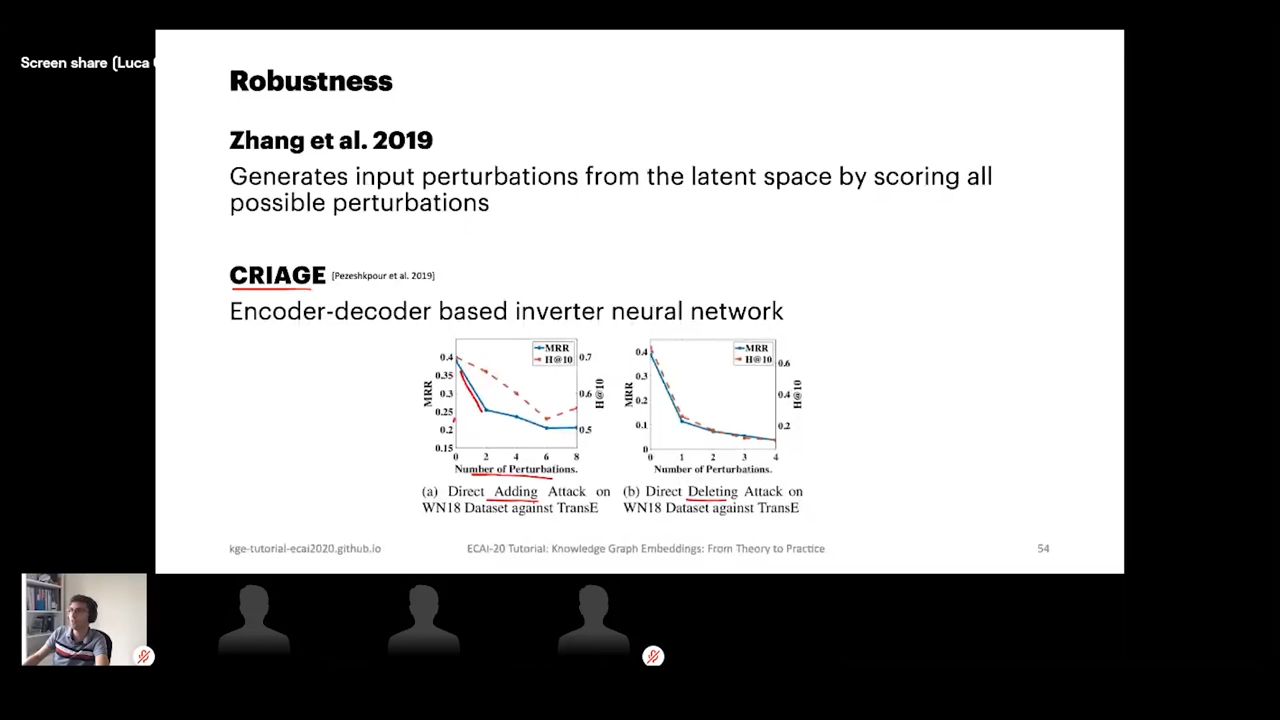 Screen share (Luca
Robustness
Zhang et al. 2019
Generates input perturbations from the latent space by scoring all
possible perturbations
CRIAGE [Pezeshkpour et al. 2019]
Encoder-decoder based inverter neural network
MRR
H@10
0.4
0.35
0.3
0.25
0.2
0.15
MRR
0.7
0.6
0.5
H@10
0 2 4 6 8
Number of Perturbations.
(a) Direct Adding Attack on
WN18 Dataset against TransE
MRR
H@10
0.4
0.3
0.2
0.1
0
MRR
0.6
0.4
0.2
H@10
0 1 2 3 4
Number of Perturbations.
(b) Direct Deleting Attack on
WN18 Dataset against TransE
kge-tutorial-ecai2020.github.io ECAI-20 Tutorial: Knowledge Graph Embeddings: From Theory to Practice 54